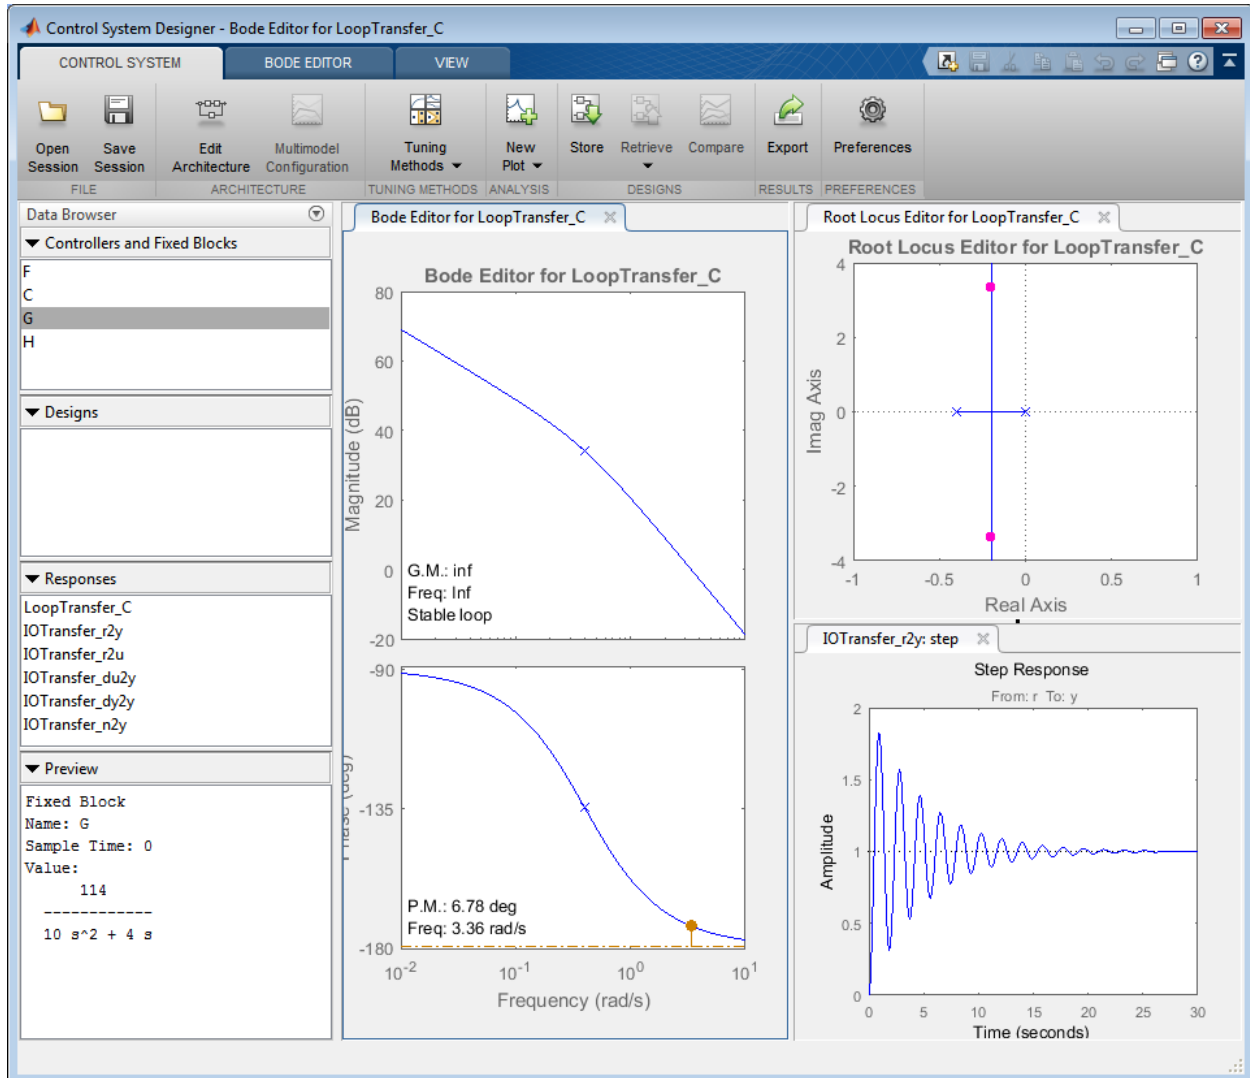 Control System Designer - Bode Editor for LoopTransfer_C
CONTROL SYSTEM
BODE EDITOR
VIEW
Open Session
Save Session
Edit Architecture
Multimodel Configuration
Tuning Methods
New Plot
Store
Retrieve
Compare
Export
Preferences
FILE
ARCHITECTURE
TUNING METHODS
ANALYSIS
DESIGNS
RESULTS
PREFERENCES
Data Browser
Controllers and Fixed Blocks
F
C
G
H
Designs
Responses
LoopTransfer_C
IOTransfer_r2y
IOTransfer_r2u
IOTransfer_du2y
IOTransfer_dy2y
IOTransfer_n2y
Preview
Fixed Block
Name: G
Sample Time: 0
Value:
114
------------
10 s^2 + 4 s
Bode Editor for LoopTransfer_C
Bode Editor for LoopTransfer_C
Magnitude (dB)
80
60
40
20
0
-20
G.M.: inf
Freq: Inf
Stable loop
Phase (deg)
-90
-135
-180
P.M.: 6.78 deg
Freq: 3.36 rad/s
10^-2
10^-1
10^0
10^1
Frequency (rad/s)
Root Locus Editor for LoopTransfer_C
Root Locus Editor for LoopTransfer_C
Imag Axis
4
2
0
-2
-4
-1
-0.5
0
0.5
1
Real Axis
IOTransfer_r2y: step
Step Response
From: r To: y
Amplitude
2
1.5
1
0.5
0
0
5
10
15
20
25
30
Time (seconds)